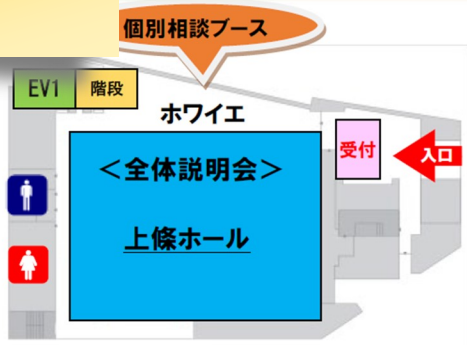 個別相談ブース
EV1
階段
ホワイエ
受付
入口
＜全体説明会＞
上條ホール